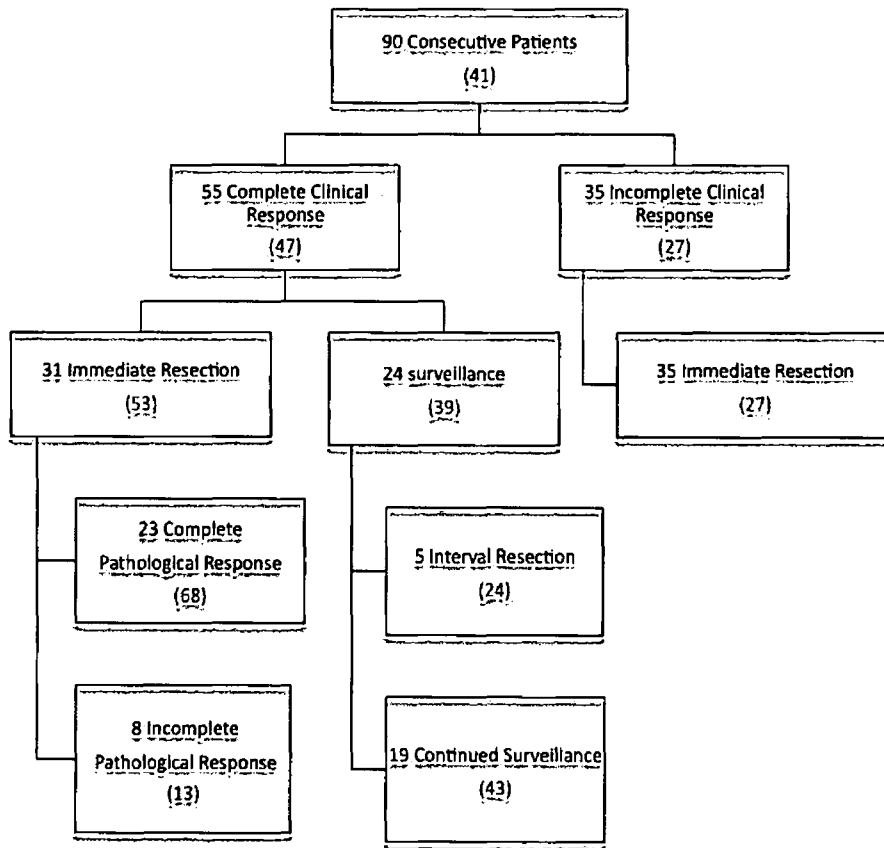 90 Consecutive Patients
(41)
55 Complete Clinical
Response
(47)
35 Incomplete Clinical
Response
(27)
31 Immediate Resection
(53)
24 surveillance
(39)
35 Immediate Resection
(27)
23 Complete
Pathological Response
(68)
5 Interval Resection
(24)
8 Incomplete
Pathological Response
(13)
19 Continued Surveillance
(43)